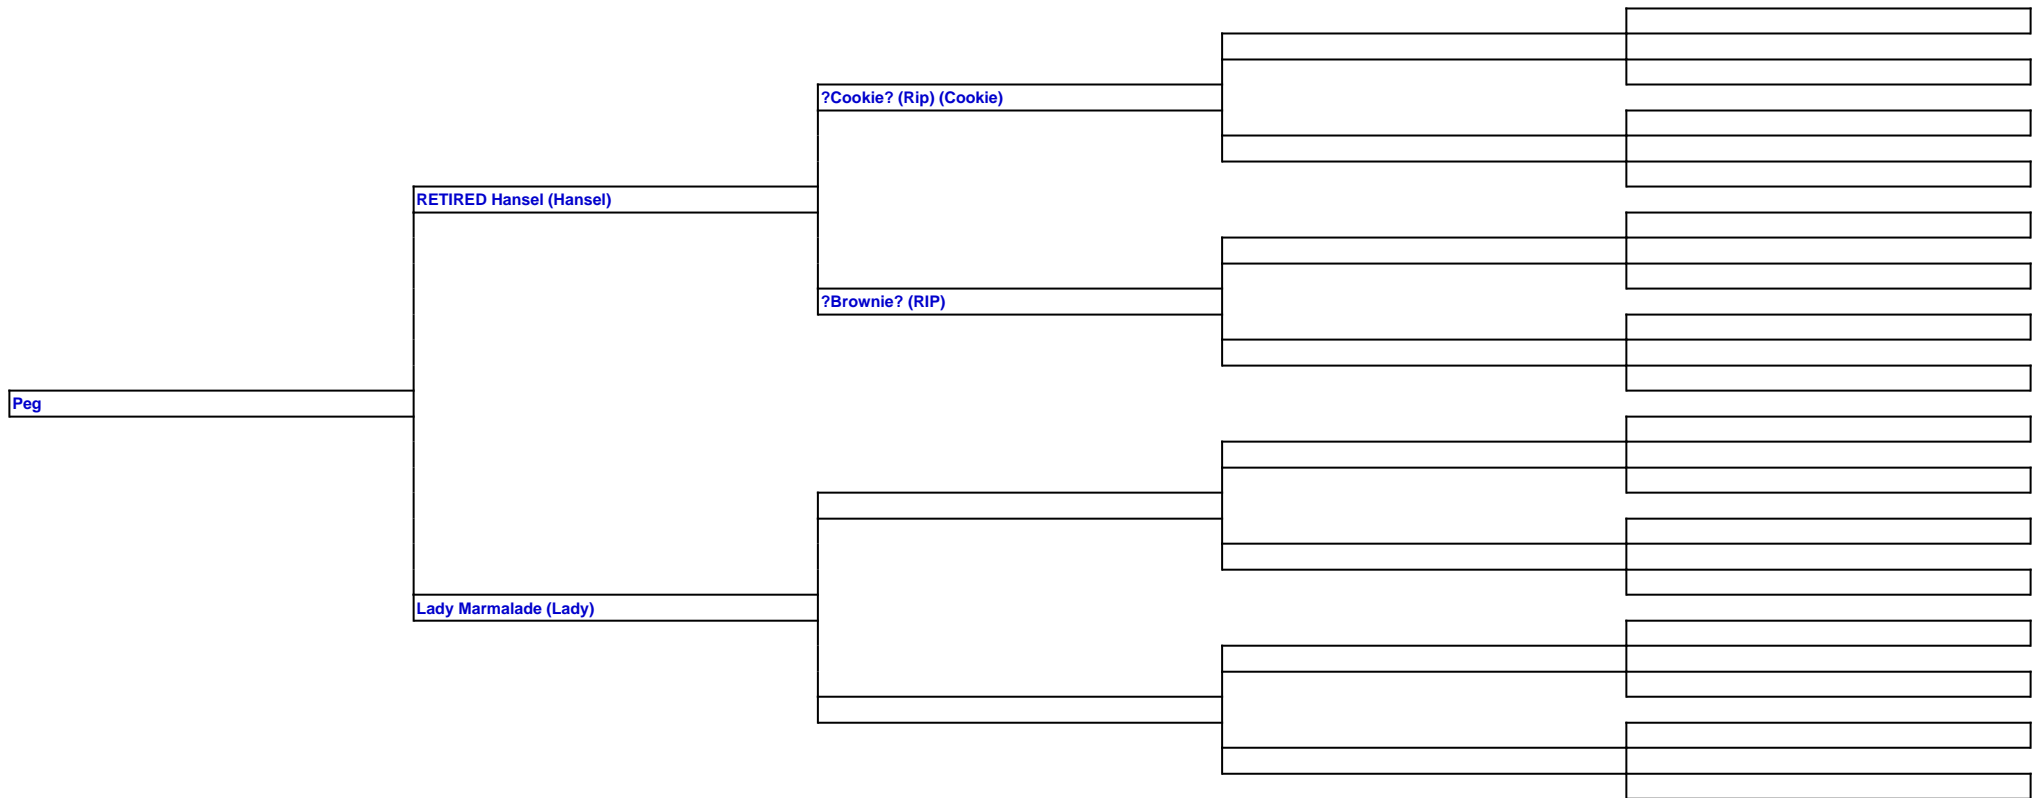 ?Cookie? (Rip) (Cookie)
RETIRED Hansel (Hansel)
?Brownie? (RIP)
Peg
Lady Marmalade (Lady)